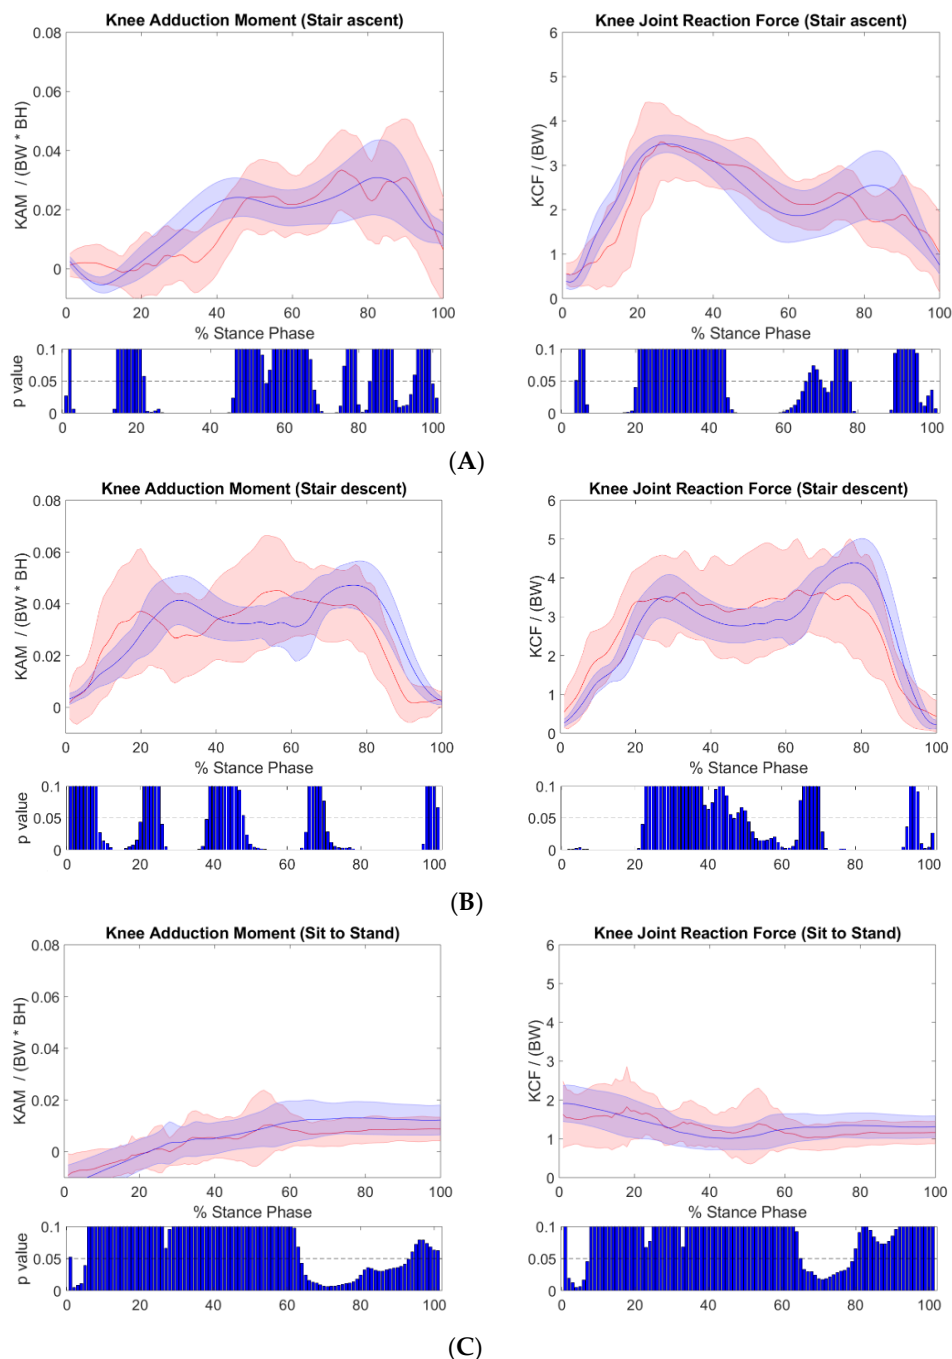 Knee Adduction Moment (Stair ascent)
0.08
0.06
0.04
0.02
0
KAM / (BW * BH)
0 20 40 60 80 100
% Stance Phase
0.1
0.05
0
p value
0 20 40 60 80 100
Knee Joint Reaction Force (Stair ascent)
6
5
4
3
2
1
0
KCF / (BW)
0 20 40 60 80 100
% Stance Phase
0.1
0.05
0
0 20 40 60 80 100
(A)
Knee Adduction Moment (Stair descent)
0.08
0.06
0.04
0.02
0
KAM / (BW * BH)
0 20 40 60 80 100
% Stance Phase
0.1
0.05
0
p value
0 20 40 60 80 100
Knee Joint Reaction Force (Stair descent)
6
5
4
3
2
1
0
KCF / (BW)
0 20 40 60 80 100
% Stance Phase
0.1
0.05
0
0 20 40 60 80 100
(B)
Knee Adduction Moment (Sit to Stand)
0.08
0.06
0.04
0.02
0
KAM / (BW * BH)
0 20 40 60 80 100
% Stance Phase
0.1
0.05
0
p value
0 20 40 60 80 100
Knee Joint Reaction Force (Sit to Stand)
6
5
4
3
2
1
0
KCF / (BW)
0 20 40 60 80 100
% Stance Phase
0.1
0.05
0
0 20 40 60 80 100
(C)